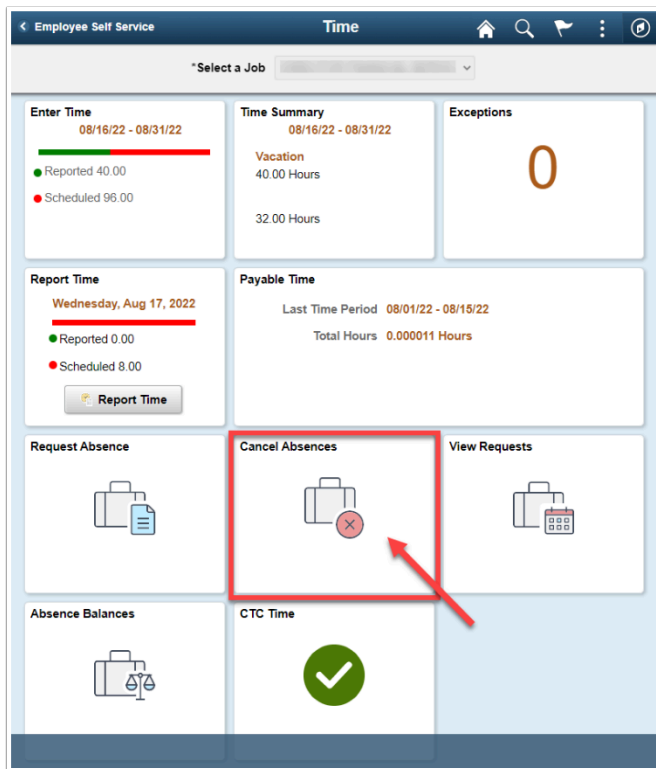 Employee Self Service
Time
*Select a Job
Enter Time
08/16/22 - 08/31/22
Reported 40.00
Scheduled 96.00
Time Summary
08/16/22 - 08/31/22
Vacation
40.00 Hours
32.00 Hours
Exceptions
0
Report Time
Wednesday, Aug 17, 2022
Reported 0.00
Scheduled 8.00
Report Time
Payable Time
Last Time Period 08/01/22 - 08/15/22
Total Hours 0.000011 Hours
Request Absence
Cancel Absences
View Requests
Absence Balances
CTC Time